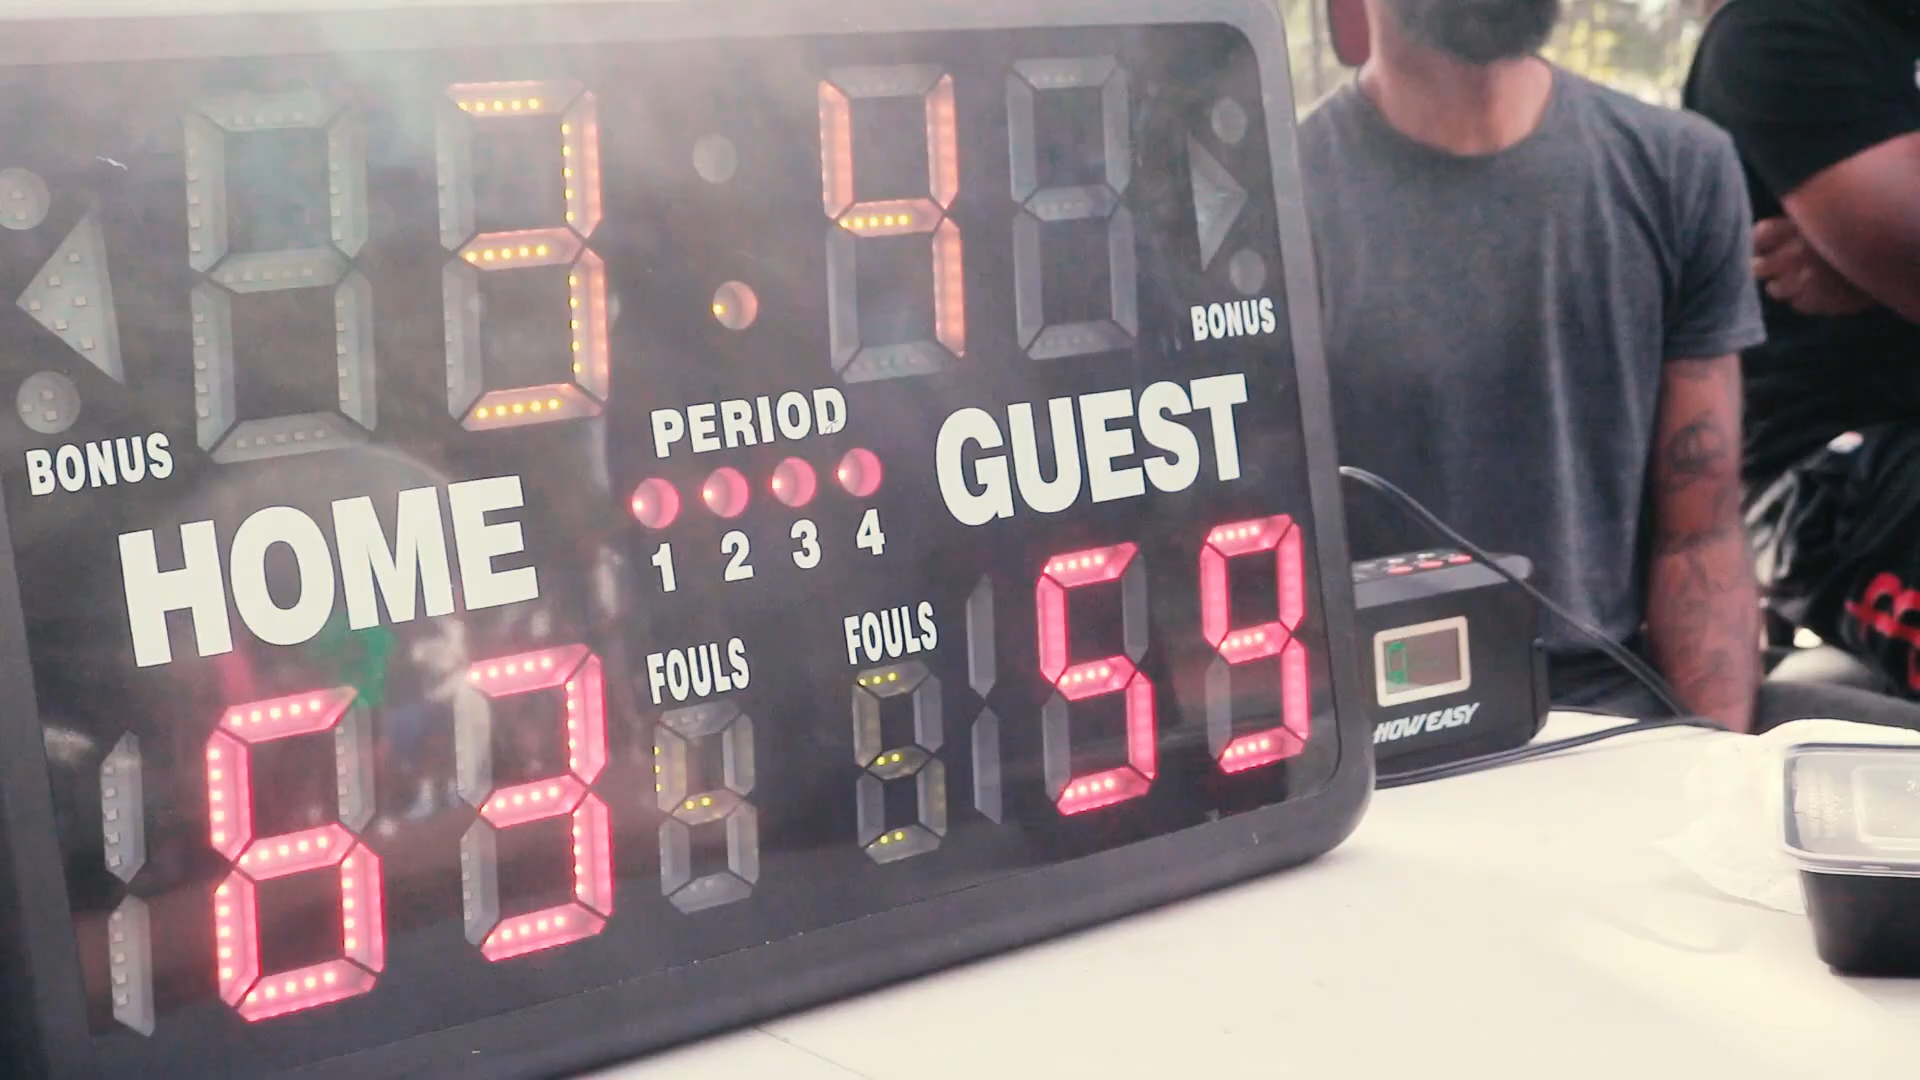 3.4
BONUS
BONUS
PERIOD
HOME
GUEST
1 2 3 4
FOULS
FOULS
63
59
HOW EASY